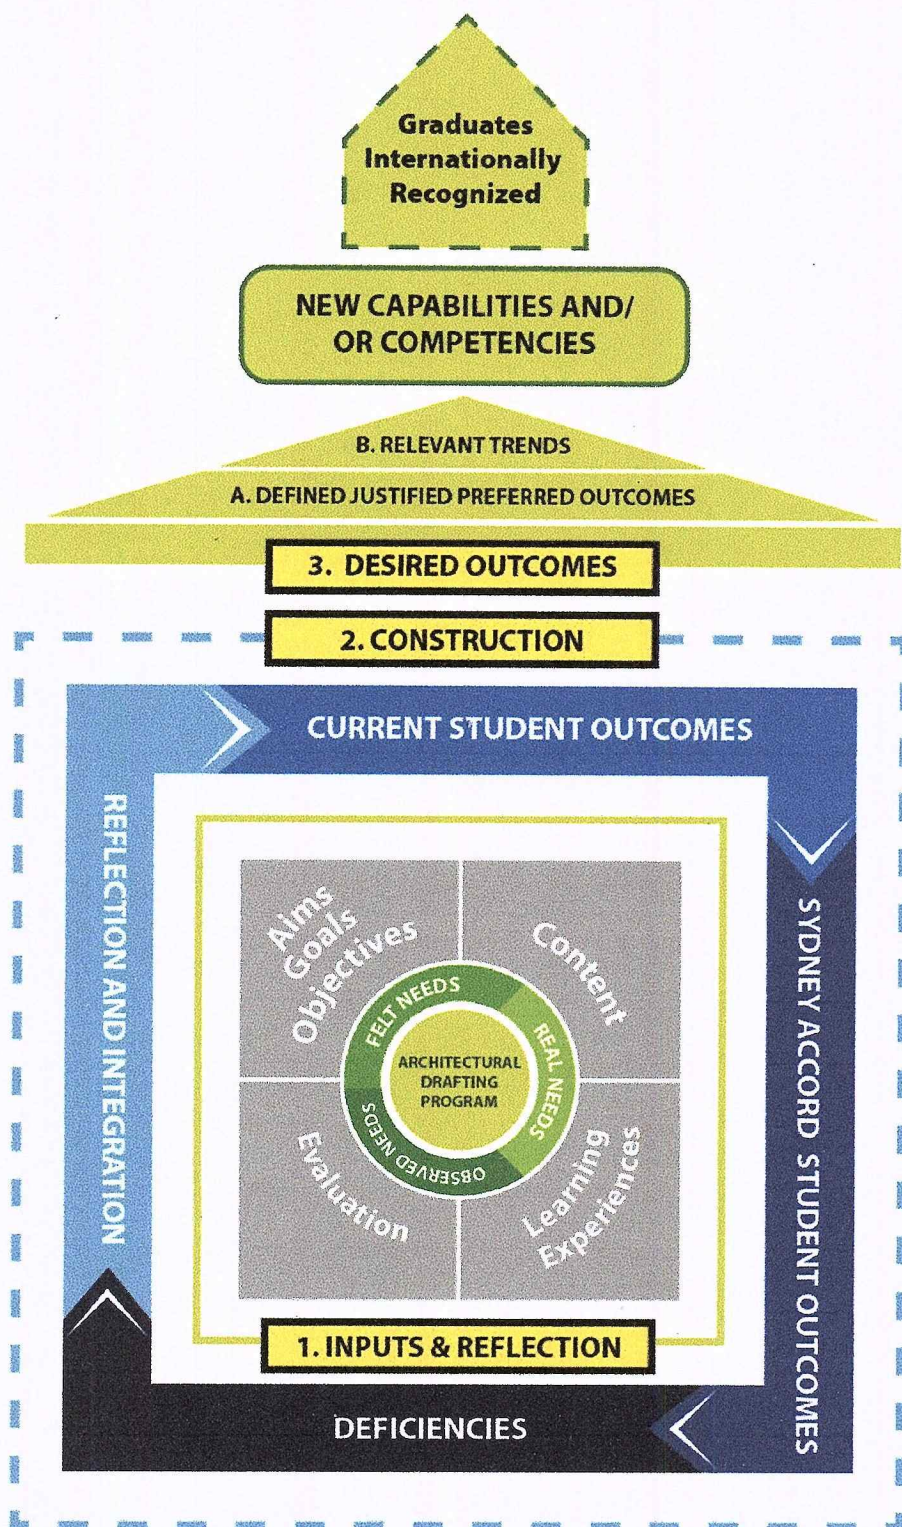 Graduates
Internationally
Recognized
NEW CAPABILITIES AND/
OR COMPETENCIES
B. RELEVANT TRENDS
A. DEFINED JUSTIFIED PREFERRED OUTCOMES
3. DESIRED OUTCOMES
2. CONSTRUCTION
CURRENT STUDENT OUTCOMES
SYDNEY ACCORD STUDENT OUTCOMES
DEFICIENCIES
REFLECTION AND INTEGRATION
Aims
Goals
Objectives
Content
Learning
Experiences
Evaluation
FELT NEEDS
REAL NEEDS
OBSERVED NEEDS
ARCHITECTURAL
DRAFTING
PROGRAM
1. INPUTS & REFLECTION